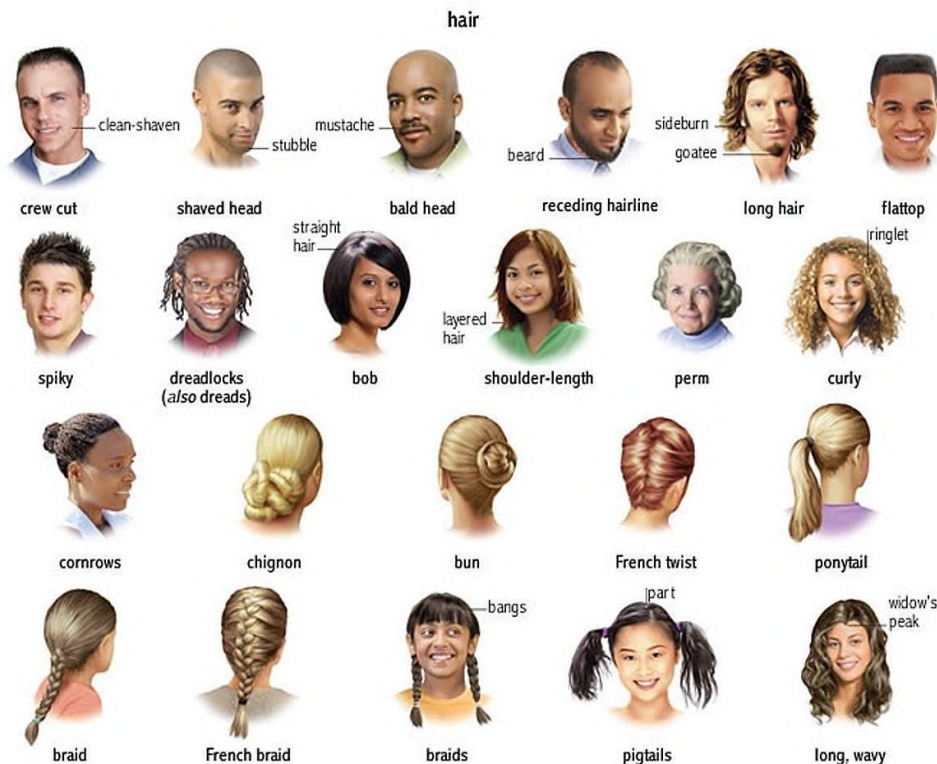 hair
clean-shaven
stubble
mustache
beard
sideburn
goatee
crew cut
shaved head
bald head
receding hairline
long hair
flattop
straight
hair
layered
hair
ringlet
spiky
dreadlocks
(also dreads)
bob
shoulder-length
perm
curly
cornrows
chignon
bun
French twist
ponytail
bangs
part
widow's
peak
braid
French braid
braids
pigtails
long, wavy